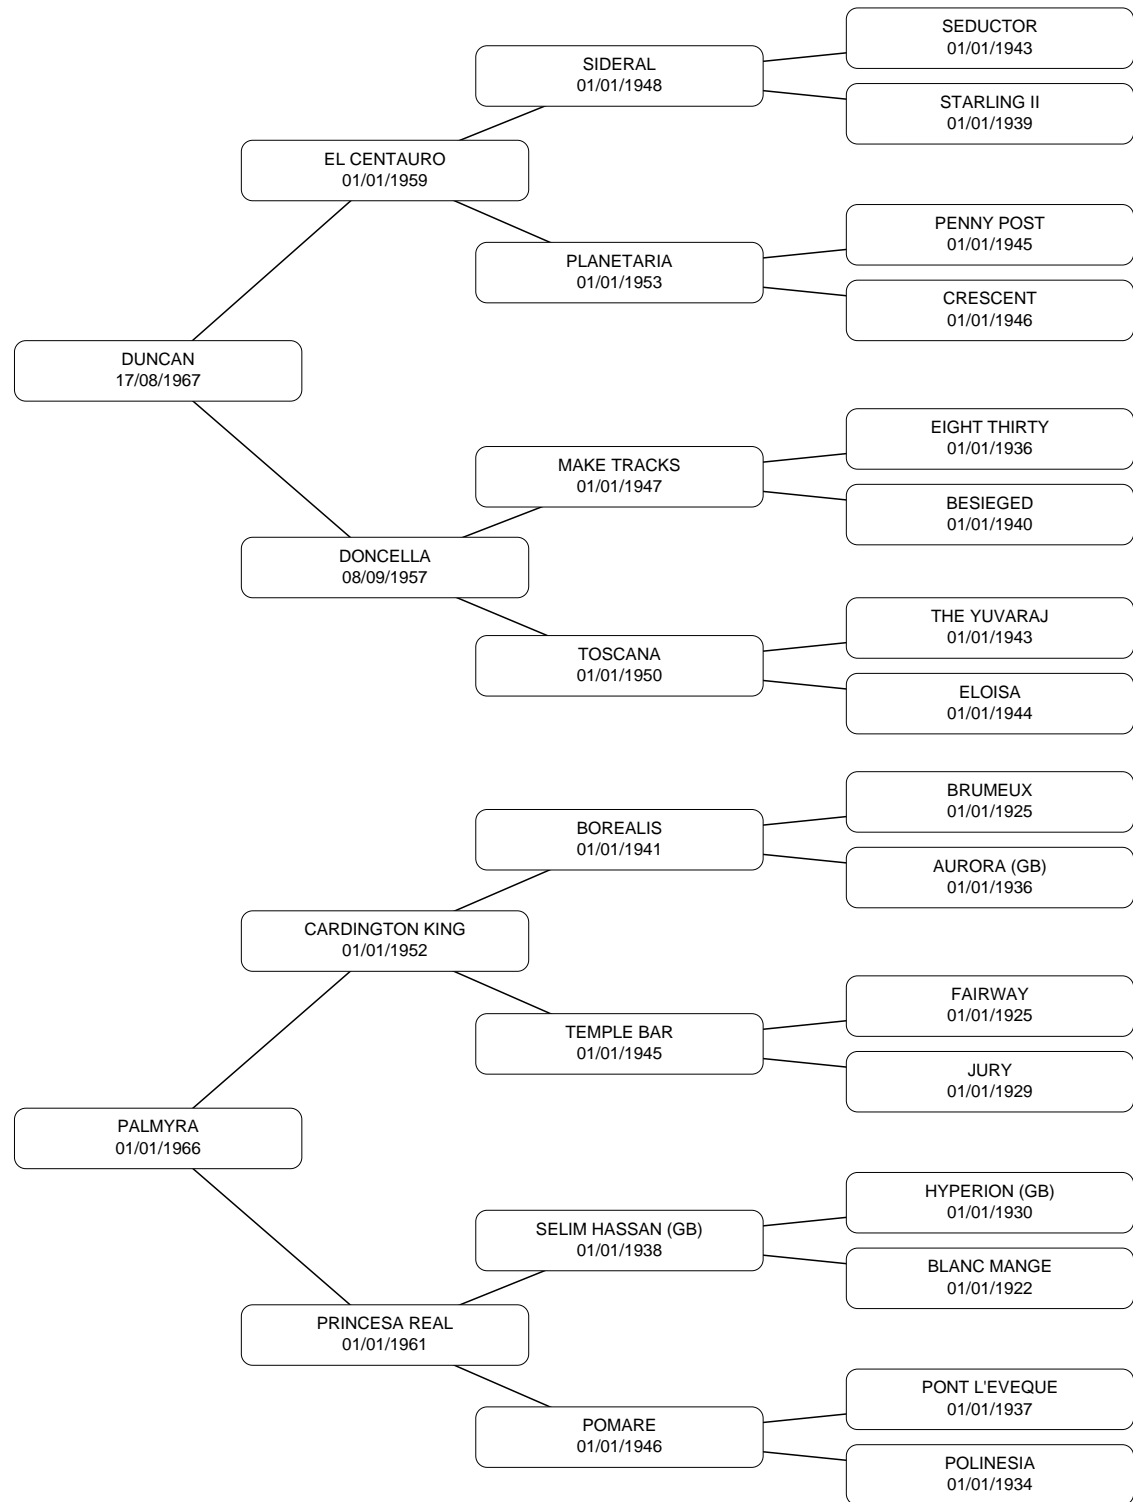 SEDUCTOR
01/01/1943
SIDERAL
01/01/1948
STARLING II
01/01/1939
EL CENTAURO
01/01/1959
PENNY POST
01/01/1945
PLANETARIA
01/01/1953
CRESCENT
01/01/1946
DUNCAN
17/08/1967
EIGHT THIRTY
01/01/1936
MAKE TRACKS
01/01/1947
BESIEGED
01/01/1940
DONCELLA
08/09/1957
THE YUVARAJ
01/01/1943
TOSCANA
01/01/1950
ELOISA
01/01/1944
BRUMEUX
01/01/1925
BOREALIS
01/01/1941
AURORA (GB)
01/01/1936
CARDINGTON KING
01/01/1952
FAIRWAY
01/01/1925
TEMPLE BAR
01/01/1945
JURY
01/01/1929
PALMYRA
01/01/1966
HYPERION (GB)
01/01/1930
SELIM HASSAN (GB)
01/01/1938
BLANC MANGE
01/01/1922
PRINCESA REAL
01/01/1961
PONT L'EVEQUE
01/01/1937
POMARE
01/01/1946
POLINESIA
01/01/1934